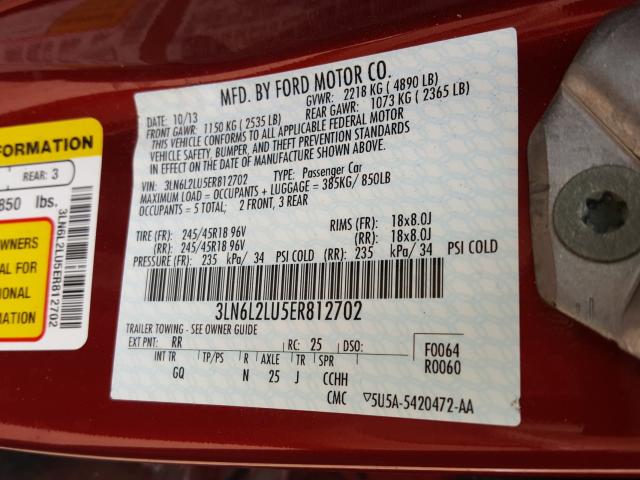 MFD. BY FORD MOTOR CO.
DATE: 10/13 GVWR: 2218 KG ( 4890 LB)
FRONT GAWR: 1150 KG ( 2535 LB) REAR GAWR: 1073 KG ( 2365 LB)
THIS VEHICLE CONFORMS TO ALL APPLICABLE FEDERAL MOTOR
VEHICLE SAFETY, BUMPER, AND THEFT PREVENTION STANDARDS
IN EFFECT ON THE DATE OF MANUFACTURE SHOWN ABOVE.
VIN: 3LN6L2LU5ER812702 TYPE: Passenger Car
MAXIMUM LOAD = OCCUPANTS + LUGGAGE = 385KG/ 850LB
OCCUPANTS = 5 TOTAL; 2 FRONT, 3 REAR
TIRE (FR): 245/45R18 96V RIMS (FR): 18x8.0J
(RR): 245/45R18 96V (RR): 18x8.0J
PRESSURE (FR): 235 kPa/ 34 PSI COLD (RR): 235 kPa/ 34 PSI COLD
3LN6L2LU5ER812702
TRAILER TOWING - SEE OWNER GUIDE
EXT PNT: RR RC: 25 DSO: F0064
INT TR TP/PS R AXLE TR SPR R0060
GQ N 25 J CCHH
CMC 5U5A-5420472-AA
FORMATION
REAR: 3
850 lbs.
OWNERS
AL FOR
IONAL
MATION
3LN6L2LU5ER812702